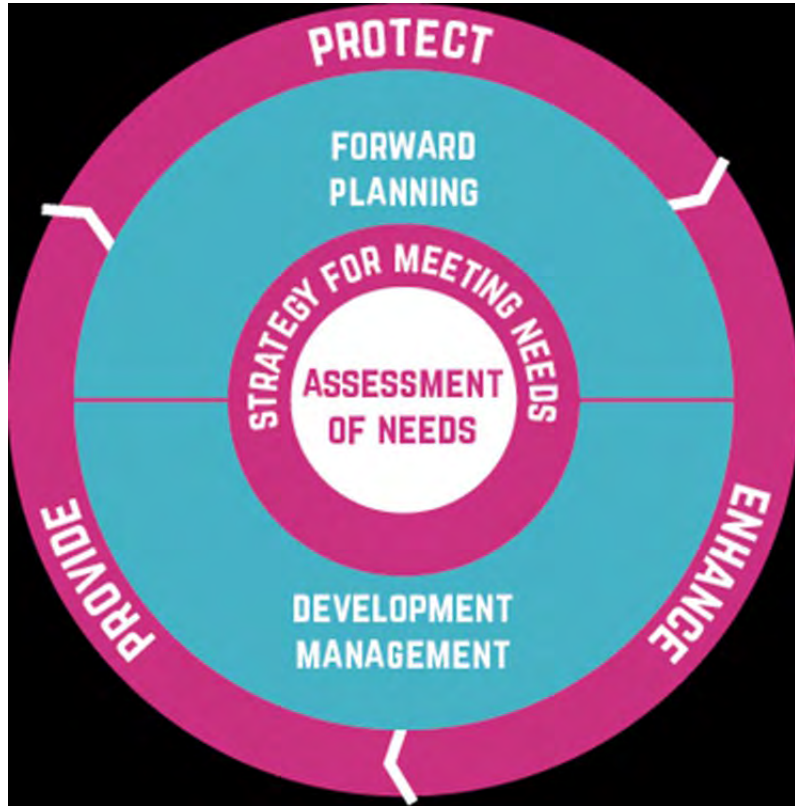 PROTECT
FORWARD
PLANNING
STRATEGY FOR MEETING NEEDS
ASSESSMENT
OF NEEDS
DEVELOPMENT
MANAGEMENT
PROVIDE
ENHANCE